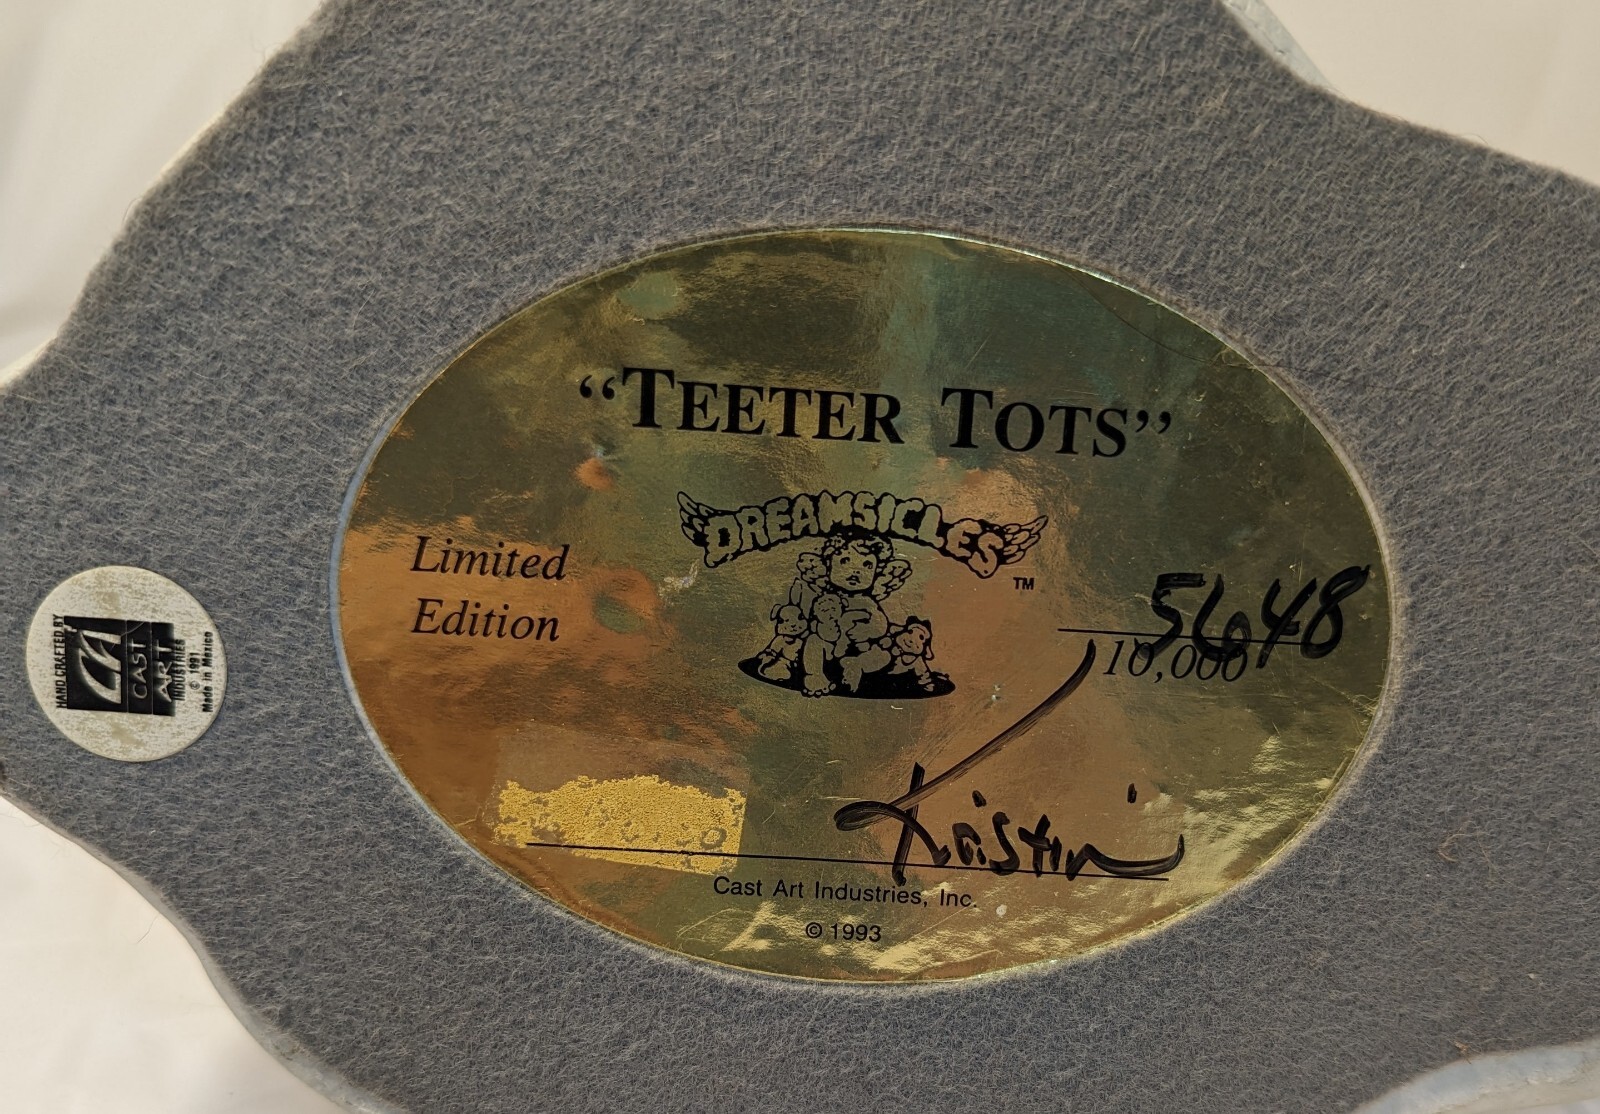 “TEETER TOTS”
DREAMSICLES
™
Limited
Edition
5648
10,000
Kristin
Cast Art Industries, Inc.
© 1993
HAND CRAFTED BY
CA
CAST
ART
INDUSTRIES
© 1991
Made in Mexico